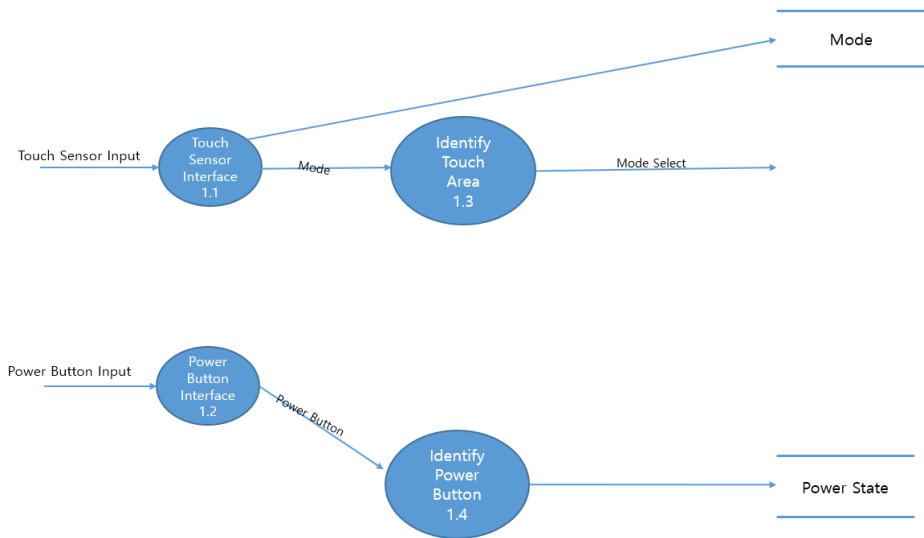 Mode
Touch Sensor Input
Touch
Sensor
Interface
1.1
Mode
Identify
Touch
Area
1.3
Mode Select
Power Button Input
Power
Button
Interface
1.2
Power Button
Identify
Power
Button
1.4
Power State